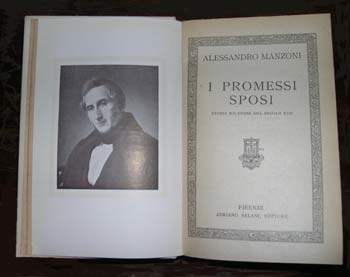 ALESSANDRO MANZONI
I PROMESSI
SPOSI
STORIA MILANESE DEL SECOLO XVII
FIRENZE
ADRIANO SALANI, EDITORE